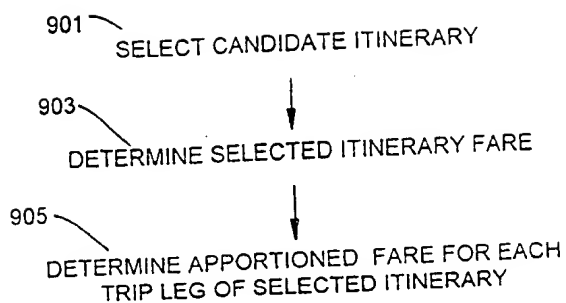 901
SELECT CANDIDATE ITINERARY
903
DETERMINE SELECTED ITINERARY FARE
905
DETERMINE APPORTIONED FARE FOR EACH
TRIP LEG OF SELECTED ITINERARY